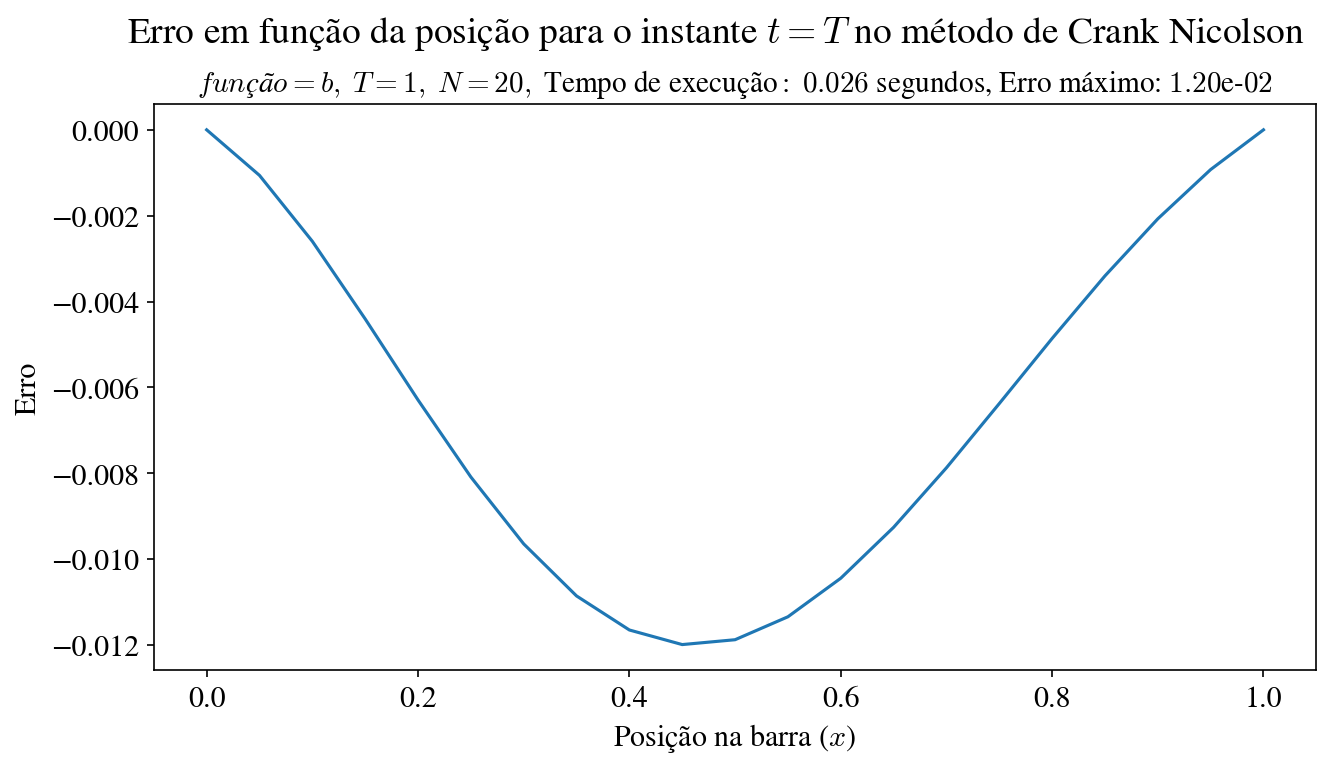 Erro em função da posição para o instante t = T no método de Crank Nicolson
função = b, T = 1, N = 20, Tempo de execução : 0.026 segundos, Erro máximo: 1.20e-02
0.000
−0.002
−0.004
−0.006
−0.008
−0.010
−0.012
Erro
0.0 0.2 0.4 0.6 0.8 1.0
Posição na barra (x)